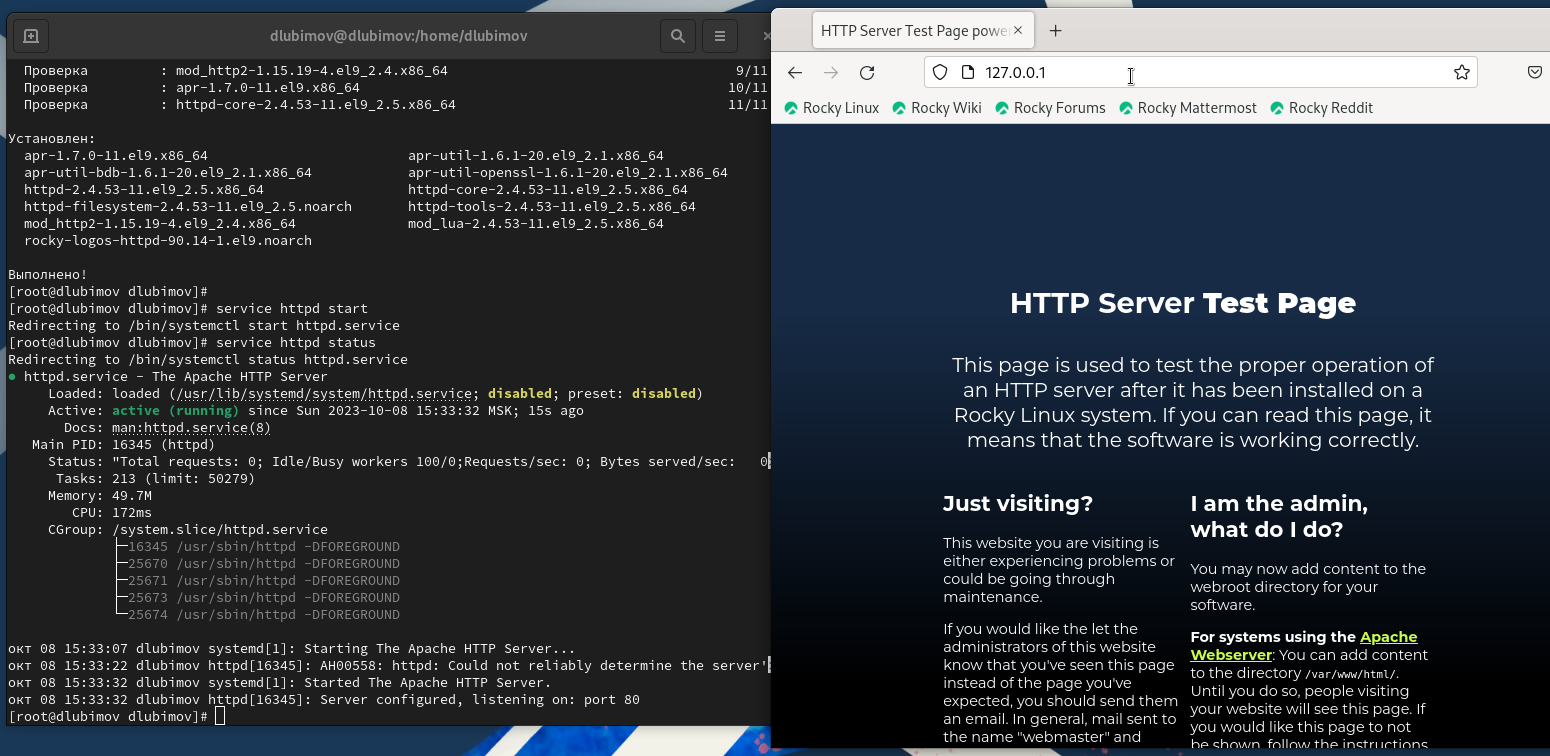 dlubimov@dlubimov:/home/dlubimov
Проверка : mod_http2-1.15.19-4.el9_2.4.x86_64 9/11
Проверка : apr-1.7.0-11.el9.x86_64 10/11
Проверка : httpd-core-2.4.53-11.el9_2.5.x86_64 11/11
Установлен:
apr-1.7.0-11.el9.x86_64 apr-util-1.6.1-20.el9_2.1.x86_64
apr-util-bdb-1.6.1-20.el9_2.1.x86_64 apr-util-openssl-1.6.1-20.el9_2.1.x86_64
httpd-2.4.53-11.el9_2.5.x86_64 httpd-core-2.4.53-11.el9_2.5.x86_64
httpd-filesystem-2.4.53-11.el9_2.5.noarch httpd-tools-2.4.53-11.el9_2.5.x86_64
mod_http2-1.15.19-4.el9_2.4.x86_64 mod_lua-2.4.53-11.el9_2.5.x86_64
rocky-logos-httpd-90.14-1.el9.noarch
Выполнено!
[root@dlubimov dlubimov]#
[root@dlubimov dlubimov]# service httpd start
Redirecting to /bin/systemctl start httpd.service
[root@dlubimov dlubimov]# service httpd status
Redirecting to /bin/systemctl status httpd.service
● httpd.service - The Apache HTTP Server
Loaded: loaded (/usr/lib/systemd/system/httpd.service; disabled; preset: disabled)
Active: active (running) since Sun 2023-10-08 15:33:32 MSK; 15s ago
Docs: man:httpd.service(8)
Main PID: 16345 (httpd)
Status: "Total requests: 0; Idle/Busy workers 100/0;Requests/sec: 0; Bytes served/sec: 0
Tasks: 213 (limit: 50279)
Memory: 49.7M
CPU: 172ms
CGroup: /system.slice/httpd.service
├─16345 /usr/sbin/httpd -DFOREGROUND
├─25670 /usr/sbin/httpd -DFOREGROUND
├─25671 /usr/sbin/httpd -DFOREGROUND
├─25673 /usr/sbin/httpd -DFOREGROUND
└─25674 /usr/sbin/httpd -DFOREGROUND
окт 08 15:33:07 dlubimov systemd[1]: Starting The Apache HTTP Server...
окт 08 15:33:22 dlubimov httpd[16345]: AH00558: httpd: Could not reliably determine the server'
окт 08 15:33:32 dlubimov systemd[1]: Started The Apache HTTP Server.
окт 08 15:33:32 dlubimov httpd[16345]: Server configured, listening on: port 80
[root@dlubimov dlubimov]#
HTTP Server Test Page powe
127.0.0.1
Rocky Linux Rocky Wiki Rocky Forums Rocky Mattermost Rocky Reddit
HTTP Server Test Page
This page is used to test the proper operation of
an HTTP server after it has been installed on a
Rocky Linux system. If you can read this page, it
means that the software is working correctly.
Just visiting?
This website you are visiting is
either experiencing problems or
could be going through
maintenance.
If you would like the let the
administrators of this website
know that you've seen this page
instead of the page you've
expected, you should send them
an email. In general, mail sent to
the name "webmaster" and
I am the admin,
what do I do?
You may now add content to the
webroot directory for your
software.
For systems using the Apache
Webserver: You can add content
to the directory /var/www/html/.
Until you do so, people visiting
your website will see this page. If
you would like this page to not
be shown, follow the instructions